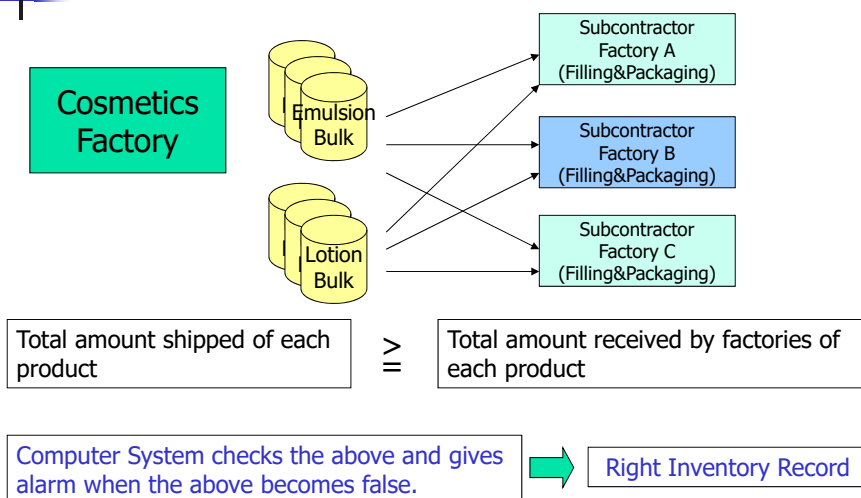 Cosmetics
Factory
Emulsion
Bulk
Lotion
Bulk
Subcontractor
Factory A
(Filling&Packaging)
Subcontractor
Factory B
(Filling&Packaging)
Subcontractor
Factory C
(Filling&Packaging)
Total amount shipped of each
product
≧
Total amount received by factories of
each product
Computer System checks the above and gives
alarm when the above becomes false.
Right Inventory Record